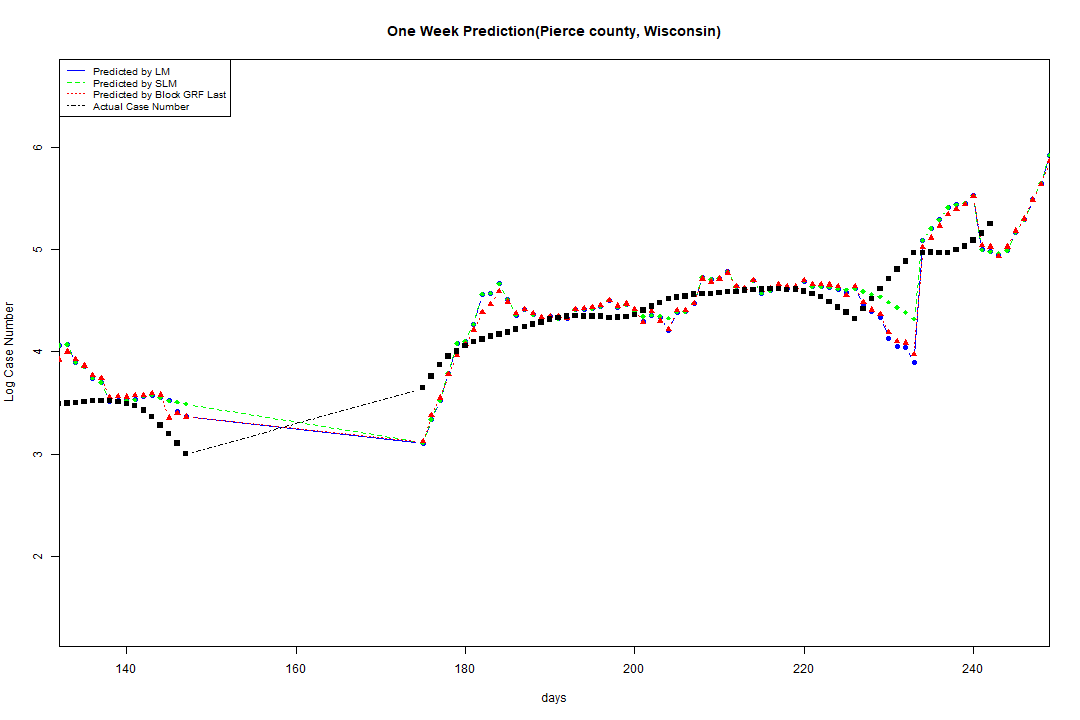 One Week Prediction(Pierce county, Wisconsin)
Predicted by LM
Predicted by SLM
Predicted by Block GRF Last
Actual Case Number
Log Case Number
6
5
4
3
2
140 160 180 200 220 240
days